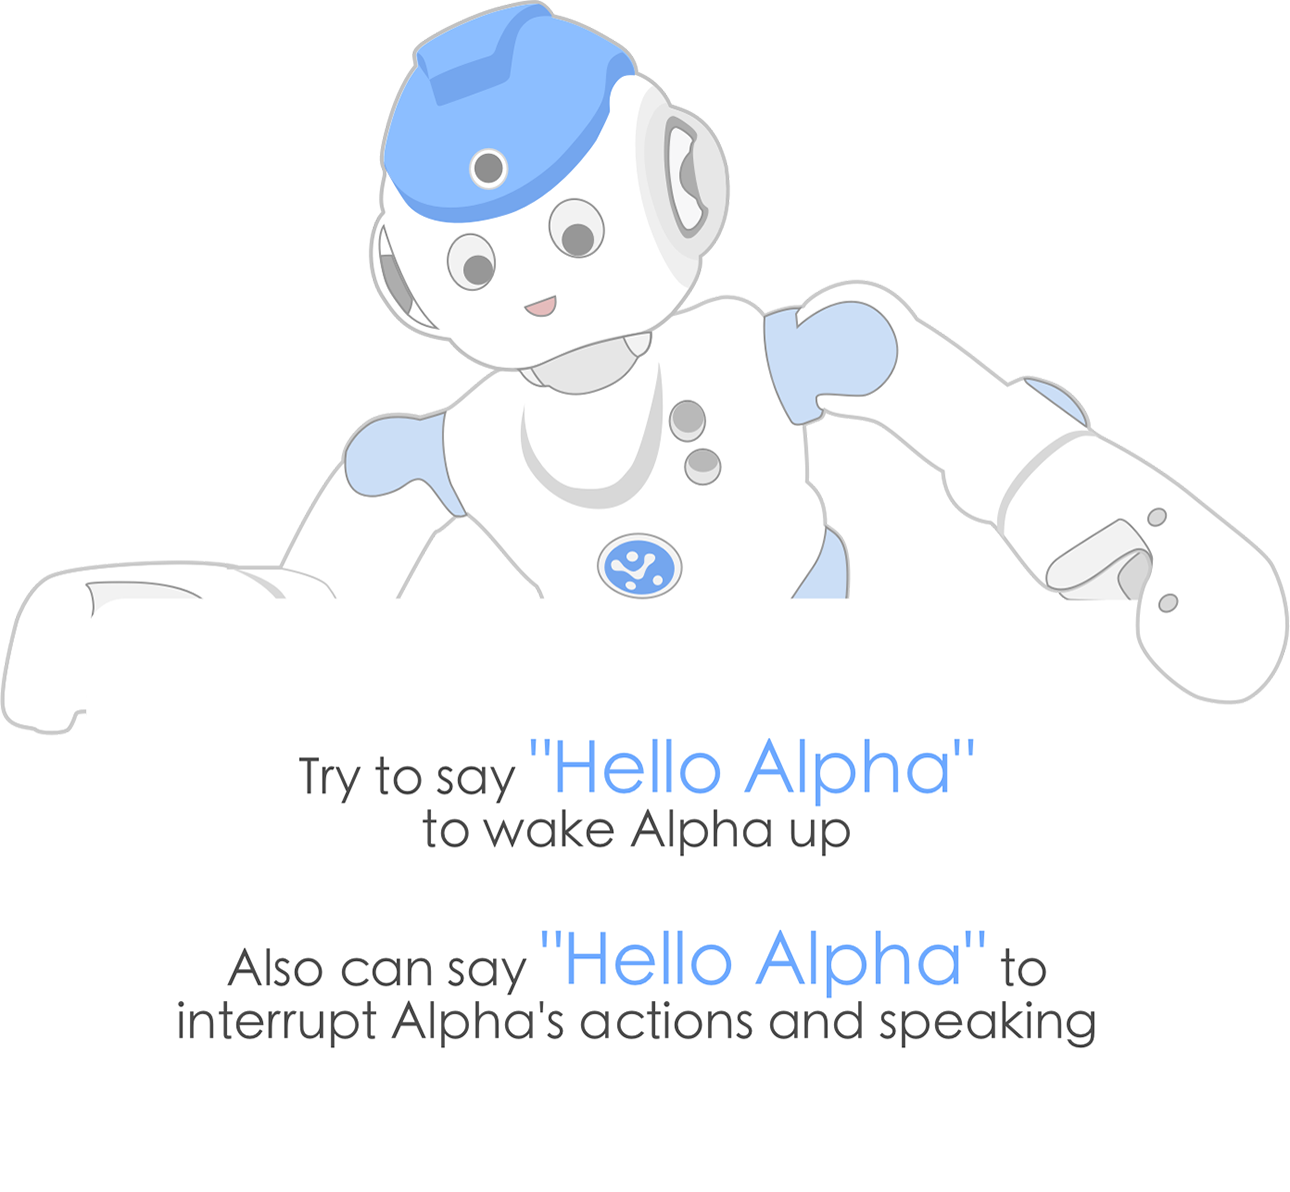 Try to say "Hello Alpha"
to wake Alpha up
Also can say "Hello Alpha" to
interrupt Alpha's actions and speaking